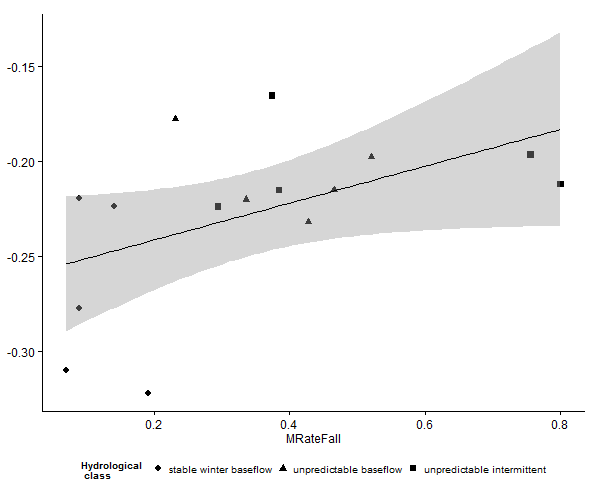 -0.15
-0.20
-0.25
-0.30
0.2 0.4 0.6 0.8
MRateFall
Hydrological
class
stable winter baseflow unpredictable baseflow unpredictable intermittent